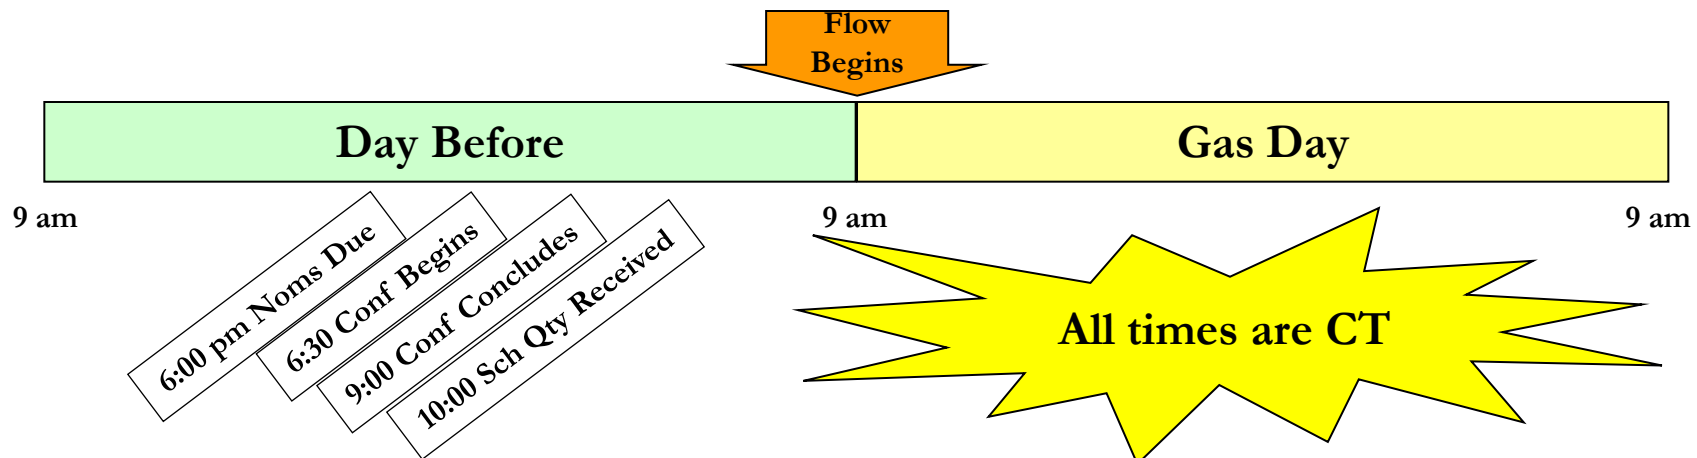 Flow
Begins
Day Before
Gas Day
9 am
9 am
9 am
6:00 pm Noms Due
6:30 Conf Begins
9:00 Conf Concludes
10:00 Sch Qty Received
All times are CT